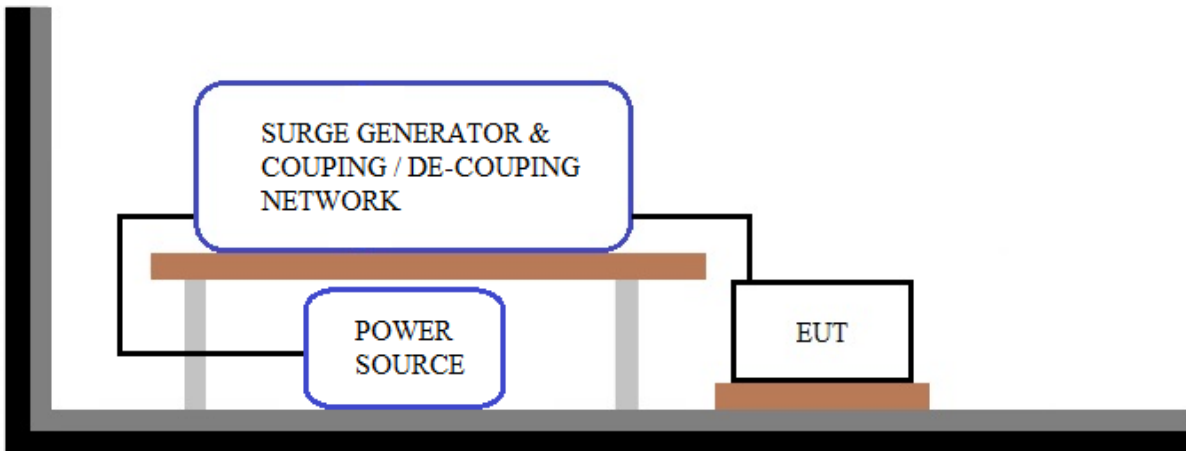 SURGE GENERATOR &
COUPING / DE-COUPING
NETWORK
POWER
SOURCE
EUT